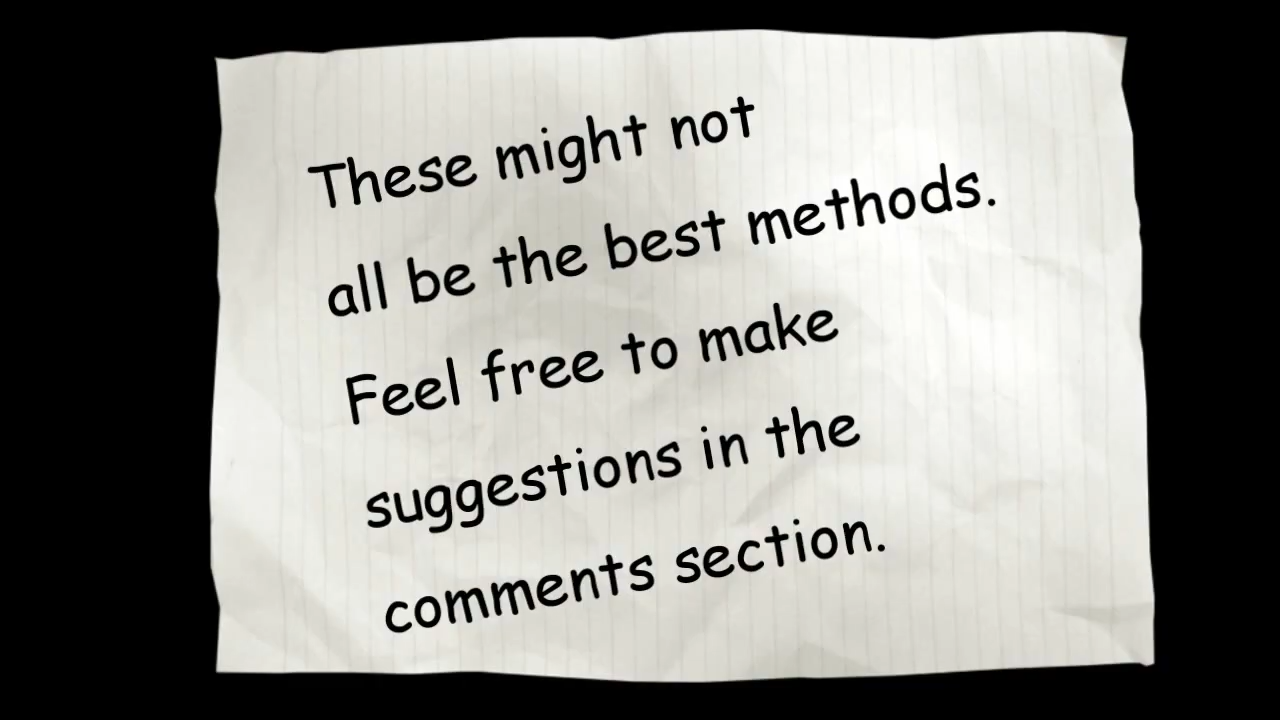 These might not
all be the best methods.
Feel free to make
suggestions in the
comments section.